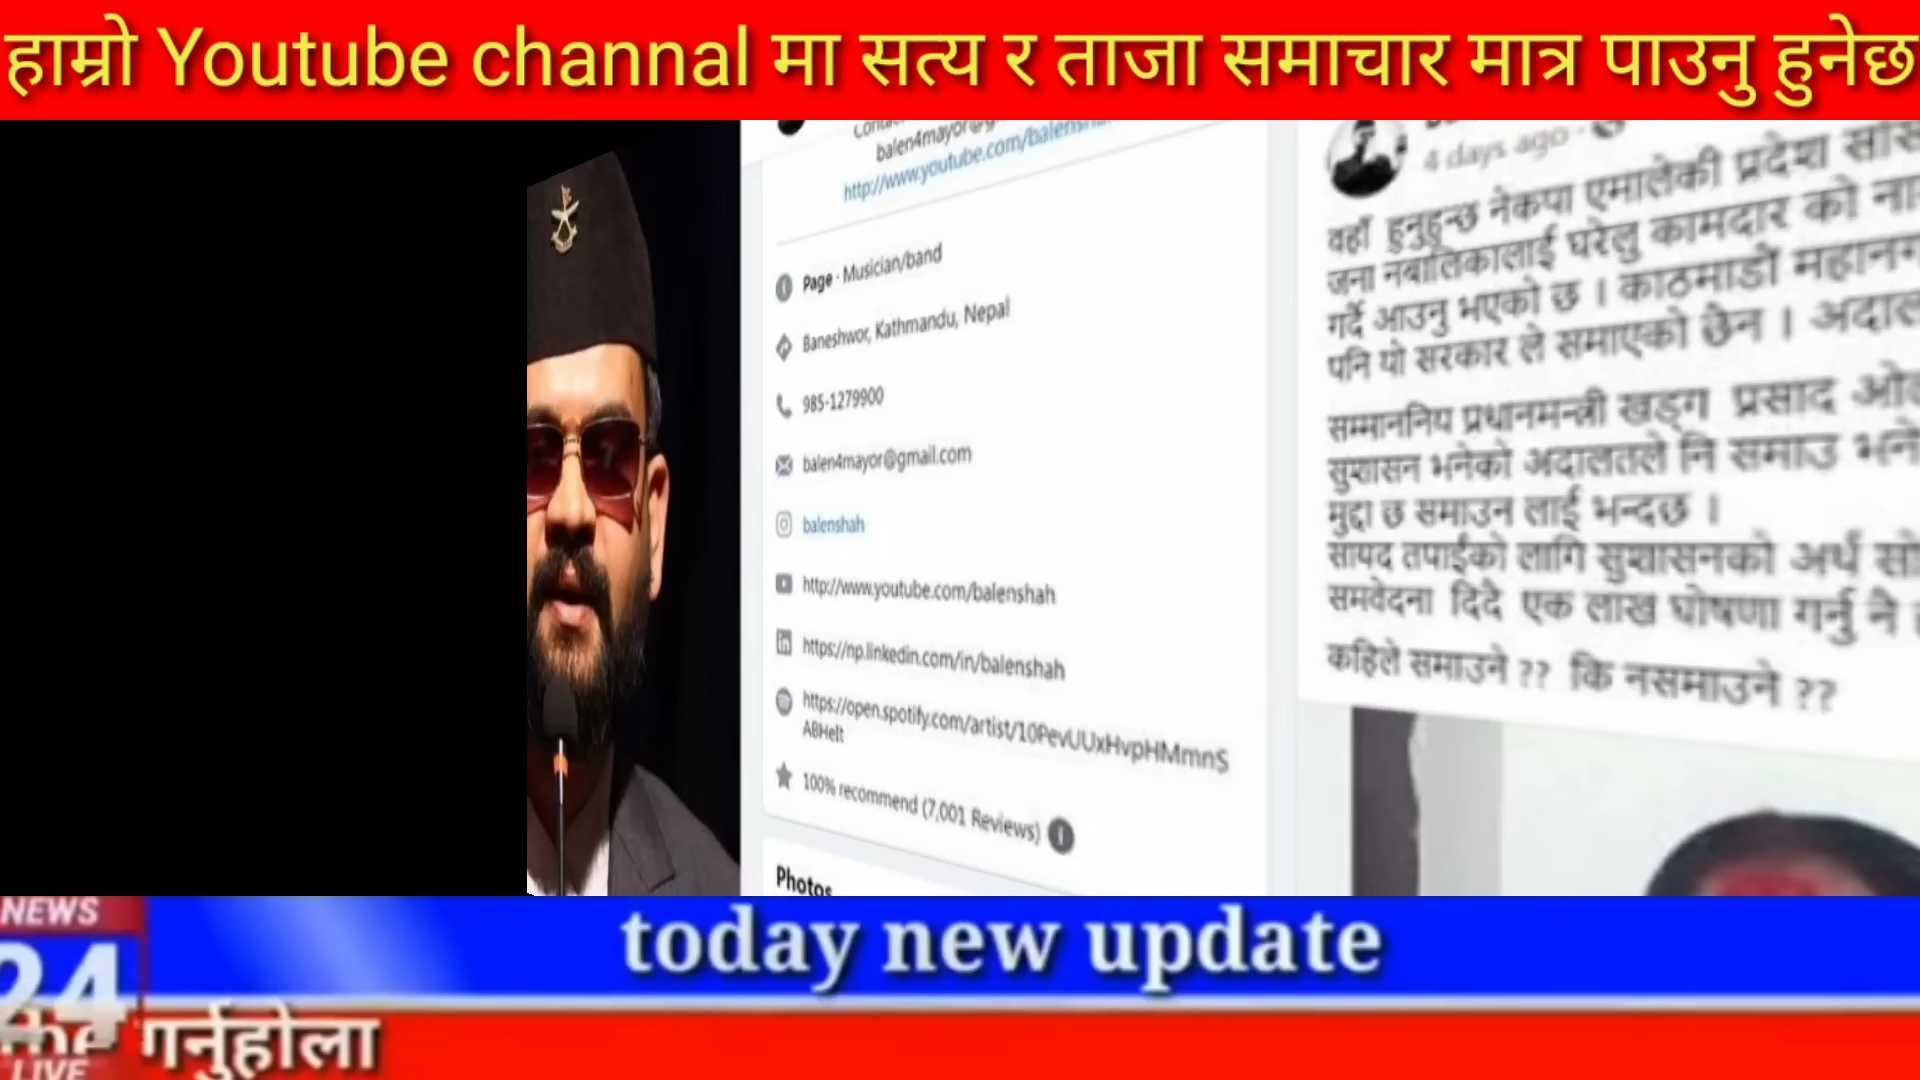 हाम्रो Youtube channal मा सत्य र ताजा समाचार मात्र पाउनु हुनेछ
balen4mayor@g
http://www.youtube.com/balensha
Page · Musician/band
Baneshwor, Kathmandu, Nepal
985-1279900
balen4mayor@gmail.com
balenshah
http://www.youtube.com/balenshah
https://np.linkedin.com/in/balenshah
https://open.spotify.com/artist/10PevUUxHvpHMmnS
ABHelt
100% recommend (7,001 Reviews)
Photos
4 days ago
वहाँ हुनुहुन्छ नेकपा एमालेकी प्रदेश सांस
जना नबालिकालाई घरेलु कामदार को ना
गर्दै आउनु भएको छ । काठमाडौं महानग
पनि यो सरकार ले समाएको छैन । अदाल
सम्माननिय प्रधानमन्त्री खड्ग प्रसाद ओ
सुशासन भनेको अदालतले नि समाउ भने
मुद्दा छ समाउन लाई भन्दछ ।
सायद तपाईंको लागि सुशासनको अर्थ सो
समवेदना दिदै एक लाख घोषणा गर्नु नै
कहिले समाउने ?? कि नसमाउने ??
NEWS
24
LIVE
today new update
गर्नुहोला